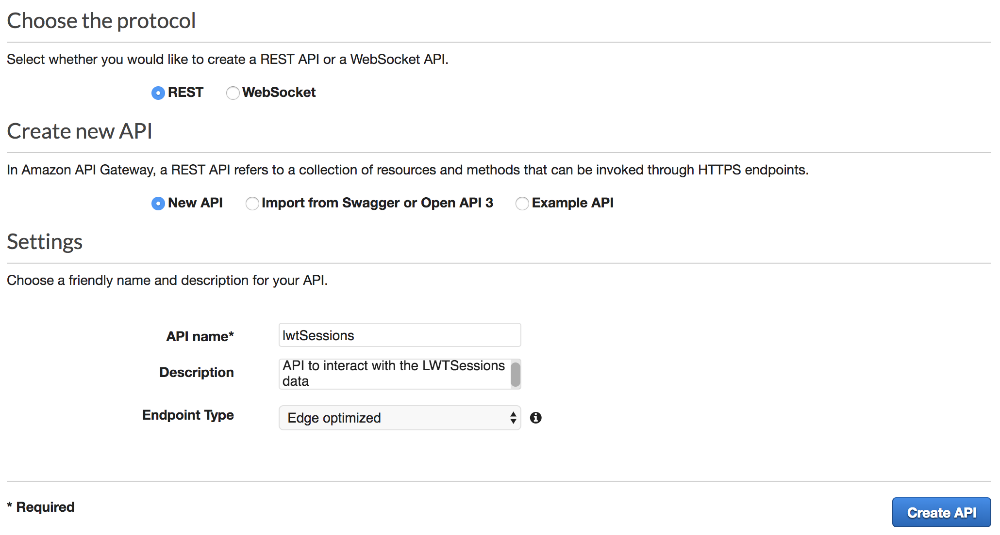 Choose the protocol
Select whether you would like to create a REST API or a WebSocket API.
REST WebSocket
Create new API
In Amazon API Gateway, a REST API refers to a collection of resources and methods that can be invoked through HTTPS endpoints.
New API Import from Swagger or Open API 3 Example API
Settings
Choose a friendly name and description for your API.
API name* lwtSessions
Description API to interact with the LWTSessions
data
Endpoint Type Edge optimized
* Required Create API